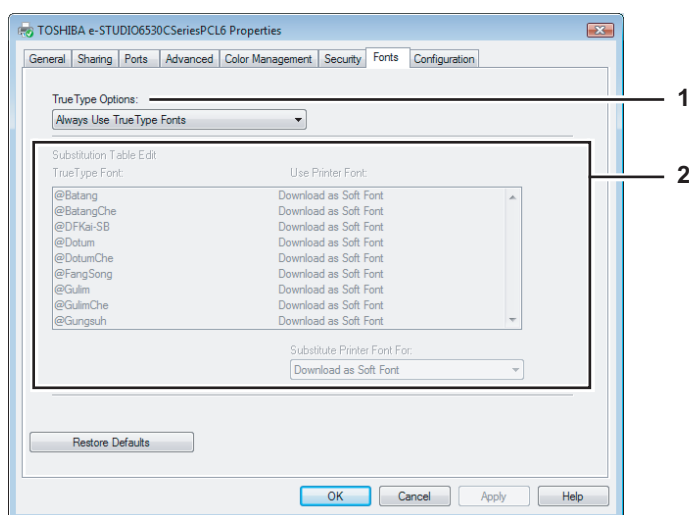 TOSHIBA e-STUDIO6530CSeriesPCL6 Properties
General Sharing Ports Advanced Color Management Security Fonts Configuration
TrueType Options:
1
Always Use TrueType Fonts
Substitution Table Edit
2
TrueType Font: Use Printer Font:
@Batang Download as Soft Font
@BatangChe Download as Soft Font
@DFKai-SB Download as Soft Font
@Dotum Download as Soft Font
@DotumChe Download as Soft Font
@FangSong Download as Soft Font
@Gulim Download as Soft Font
@GulimChe Download as Soft Font
@Gungsuh Download as Soft Font
Substitute Printer Font For:
Download as Soft Font
Restore Defaults
OK Cancel Apply Help